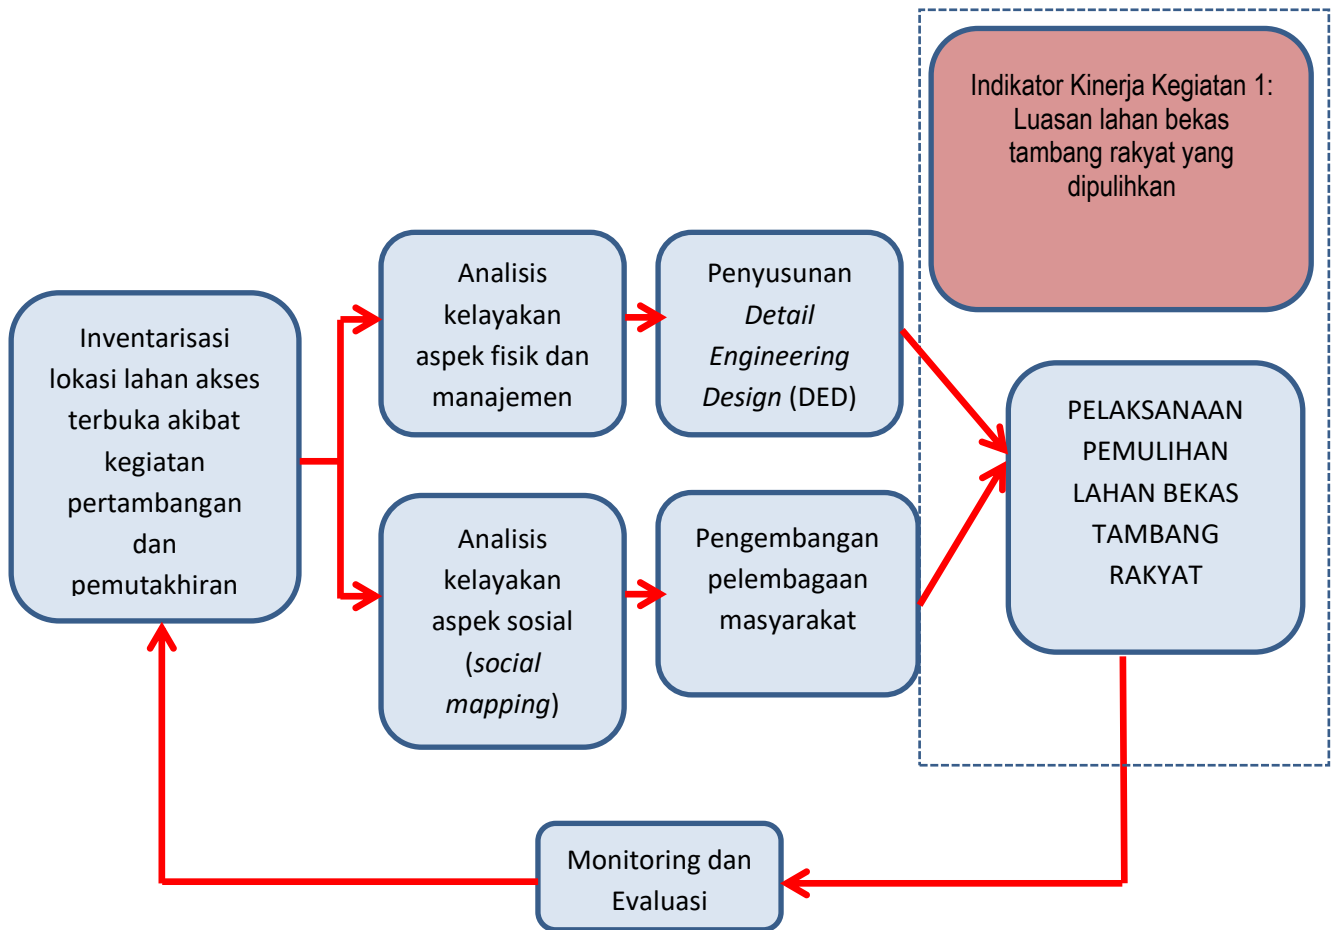 Indikator Kinerja Kegiatan 1:
Luasan lahan bekas
tambang rakyat yang
dipulihkan
Inventarisasi
lokasi lahan akses
terbuka akibat
kegiatan
pertambangan
dan
pemutakhiran
Analisis
kelayakan
aspek fisik dan
manajemen
Penyusunan
Detail
Engineering
Design (DED)
Analisis
kelayakan
aspek sosial
(social
mapping)
Pengembangan
pelembagaan
masyarakat
PELAKSANAAN
PEMULIHAN
LAHAN BEKAS
TAMBANG
RAKYAT
Monitoring dan
Evaluasi